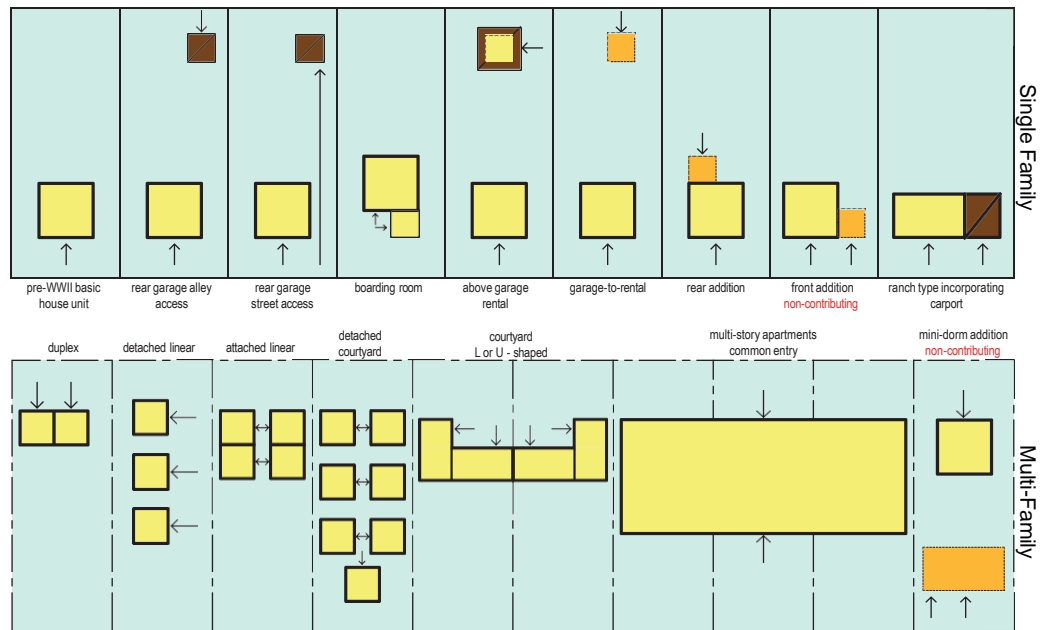 Single Family
pre-WWII basic
house unit
rear garage alley
access
rear garage
street access
boarding room
above garage
rental
garage-to-rental
rear addition
front addition
non-contributing
ranch type incorporating
carport
duplex
detached linear
attached linear
detached
courtyard
courtyard
L or U - shaped
multi-story apartments
common entry
mini-dorm addition
non-contributing
Multi-Family